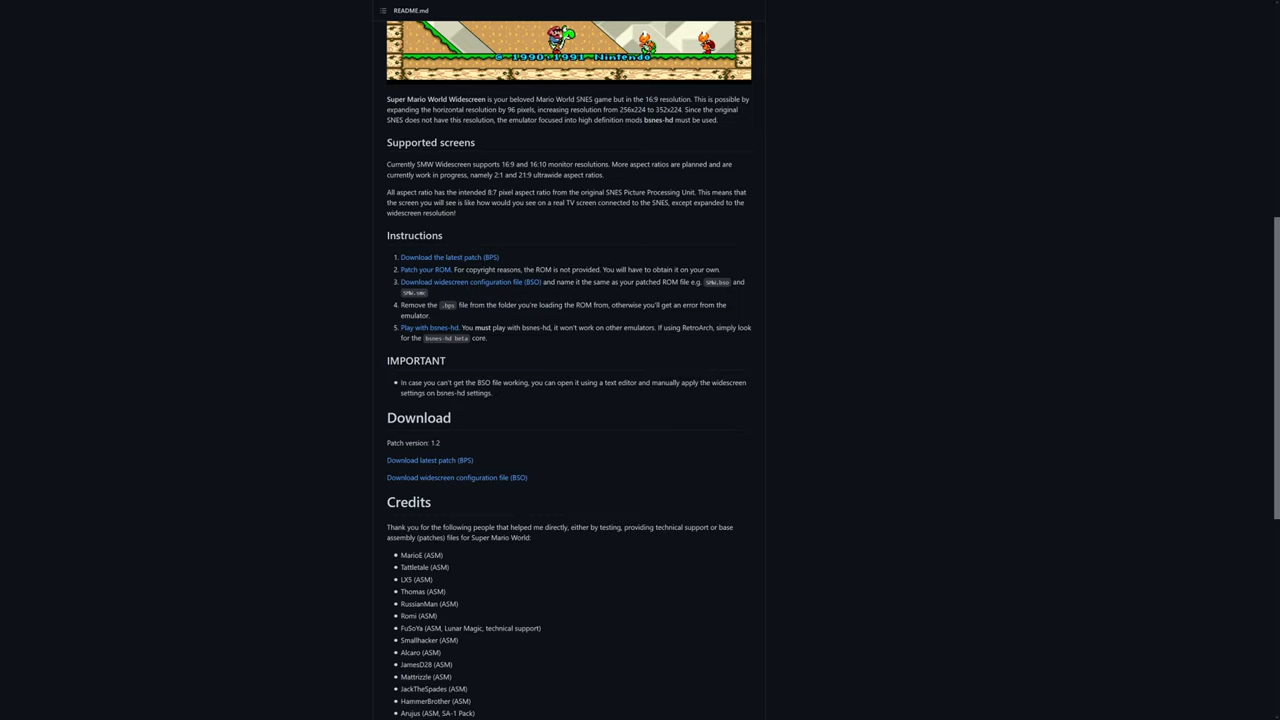 README.md
© 1990,1991 Nintendo
Super Mario World Widescreen is your beloved Mario World SNES game but in the 16:9 resolution. This is possible by
expanding the horizontal resolution by 96 pixels, increasing resolution from 256x224 to 352x224. Since the original
SNES does not have this resolution, the emulator focused into high definition mods bsnes-hd must be used.
Supported screens
Currently SMW Widescreen supports 16:9 and 16:10 monitor resolutions. More aspect ratios are planned and are
currently work in progress, namely 2:1 and 21:9 ultrawide aspect ratios.
All aspect ratio has the intended 8:7 pixel aspect ratio from the original SNES Picture Processing Unit. This means that
the screen you will see is like how would you see on a real TV screen connected to the SNES, except expanded to the
widescreen resolution!
Instructions
1. Download the latest patch (BPS)
2. Patch your ROM. For copyright reasons, the ROM is not provided. You will have to obtain it on your own.
3. Download widescreen configuration file (BSO) and name it the same as your patched ROM file e.g. SMW.bso and
SMW.smc
4. Remove the .bps file from the folder you're loading the ROM from, otherwise you'll get an error from the
emulator.
5. Play with bsnes-hd. You must play with bsnes-hd, it won't work on other emulators. If using RetroArch, simply look
for the bsnes-hd beta core.
IMPORTANT
• In case you can't get the BSO file working, you can open it using a text editor and manually apply the widescreen
settings on bsnes-hd settings.
Download
Patch version: 1.2
Download latest patch (BPS)
Download widescreen configuration file (BSO)
Credits
Thank you for the following people that helped me directly, either by testing, providing technical support or base
assembly (patches) files for Super Mario World:
• MarioE (ASM)
• Tattletale (ASM)
• LX5 (ASM)
• Thomas (ASM)
• RussianMan (ASM)
• Romi (ASM)
• FuSoYa (ASM, Lunar Magic, technical support)
• Smallhacker (ASM)
• Alcaro (ASM)
• JamesD28 (ASM)
• Mattrizzle (ASM)
• JackTheSpades (ASM)
• HammerBrother (ASM)
• Arujus (ASM, SA-1 Pack)